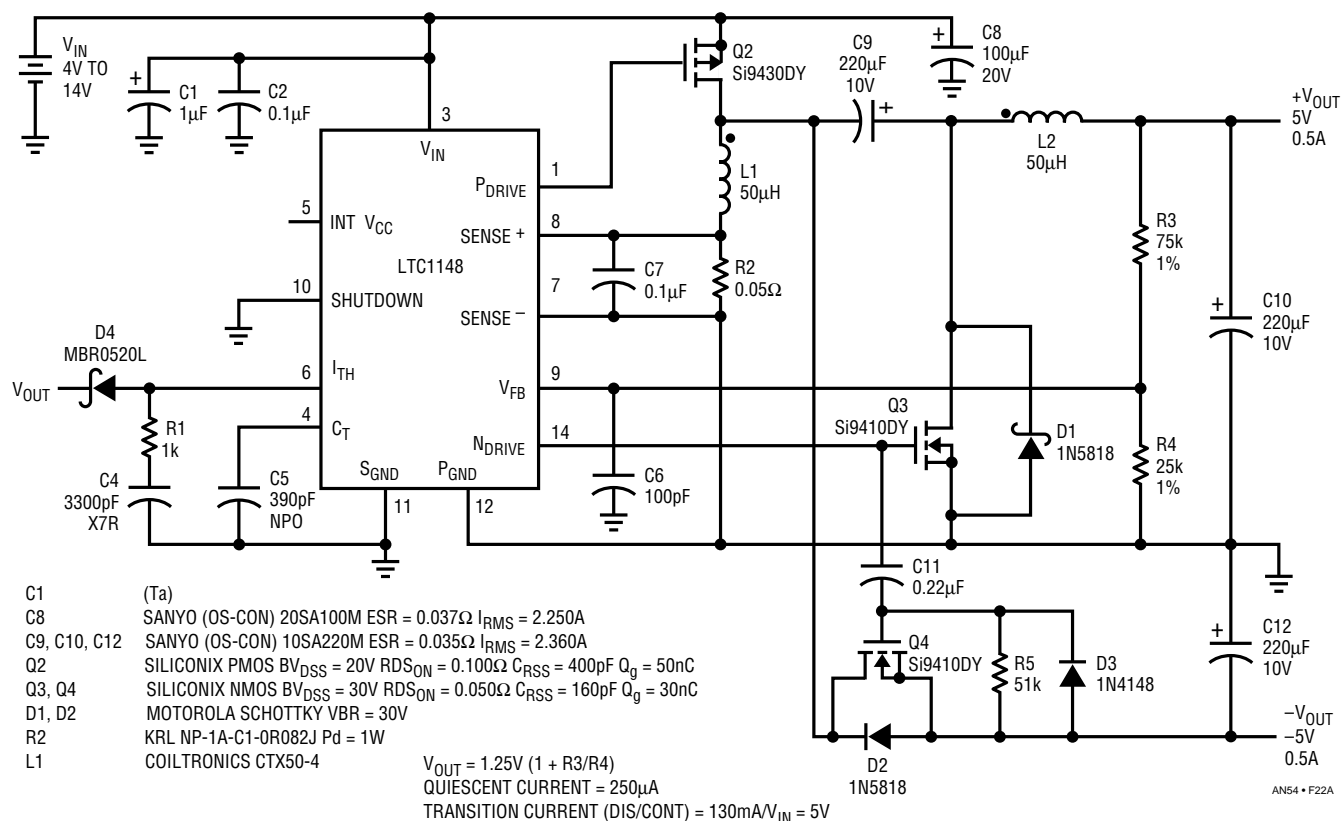 V_IN
4V TO
14V
+
C1
1µF
C2
0.1µF
3
V_IN
Q2
Si9430DY
C9
220µF
10V
+
+
C8
100µF
20V
+V_OUT
5V
0.5A
L2
50µH
L1
50µH
1
P_DRIVE
5
INT V_CC
8
SENSE +
LTC1148
C7
0.1µF
R2
0.05Ω
7
SENSE −
10
SHUTDOWN
R3
75k
1%
+
C10
220µF
10V
D4
MBR0520L
V_OUT
6
I_TH
9
V_FB
R1
1k
4
C_T
14
N_DRIVE
Q3
Si9410DY
D1
1N5818
R4
25k
1%
S_GND
P_GND
C4
3300pF
X7R
C5
390pF
NPO
11
12
C6
100pF
C11
0.22µF
Q4
Si9410DY
R5
51k
D3
1N4148
+
C12
220µF
10V
−V_OUT
−5V
0.5A
D2
1N5818
C1 (Ta)
C8 SANYO (OS-CON) 20SA100M ESR = 0.037Ω I_RMS = 2.250A
C9, C10, C12 SANYO (OS-CON) 10SA220M ESR = 0.035Ω I_RMS = 2.360A
Q2 SILICONIX PMOS BV_DSS = 20V RDS_ON = 0.100Ω C_RSS = 400pF Q_g = 50nC
Q3, Q4 SILICONIX NMOS BV_DSS = 30V RDS_ON = 0.050Ω C_RSS = 160pF Q_g = 30nC
D1, D2 MOTOROLA SCHOTTKY VBR = 30V
R2 KRL NP-1A-C1-0R082J Pd = 1W
L1 COILTRONICS CTX50-4
V_OUT = 1.25V (1 + R3/R4)
QUIESCENT CURRENT = 250µA
TRANSITION CURRENT (DIS/CONT) = 130mA/V_IN = 5V
AN54 • F22A